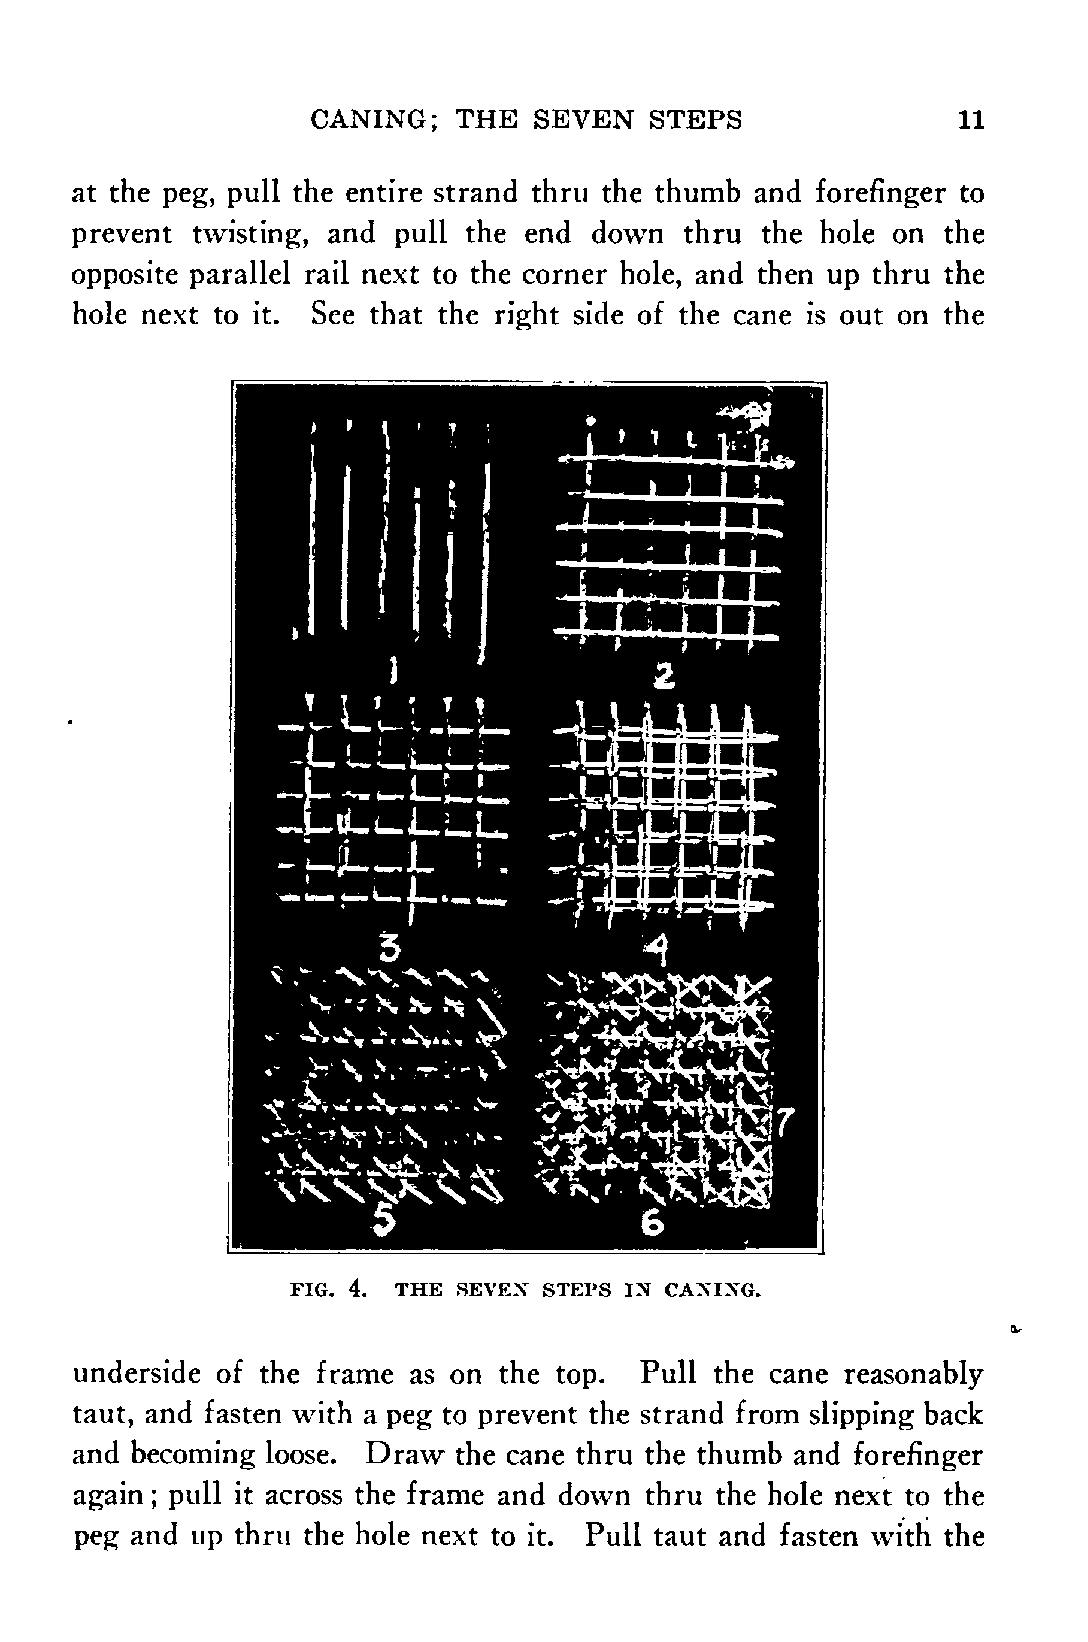 CANING; THE SEVEN STEPS 11
at the peg, pull the entire strand thru the thumb and forefinger to
prevent twisting, and pull the end down thru the hole on the
opposite parallel rail next to the corner hole, and then up thru the
hole next to it. See that the right side of the cane is out on the
1
2
3
4
7
5
6
FIG. 4. THE SEVEN STEPS IN CANING.
underside of the frame as on the top. Pull the cane reasonably
taut, and fasten with a peg to prevent the strand from slipping back
and becoming loose. Draw the cane thru the thumb and forefinger
again; pull it across the frame and down thru the hole next to the
peg and up thru the hole next to it. Pull taut and fasten with the